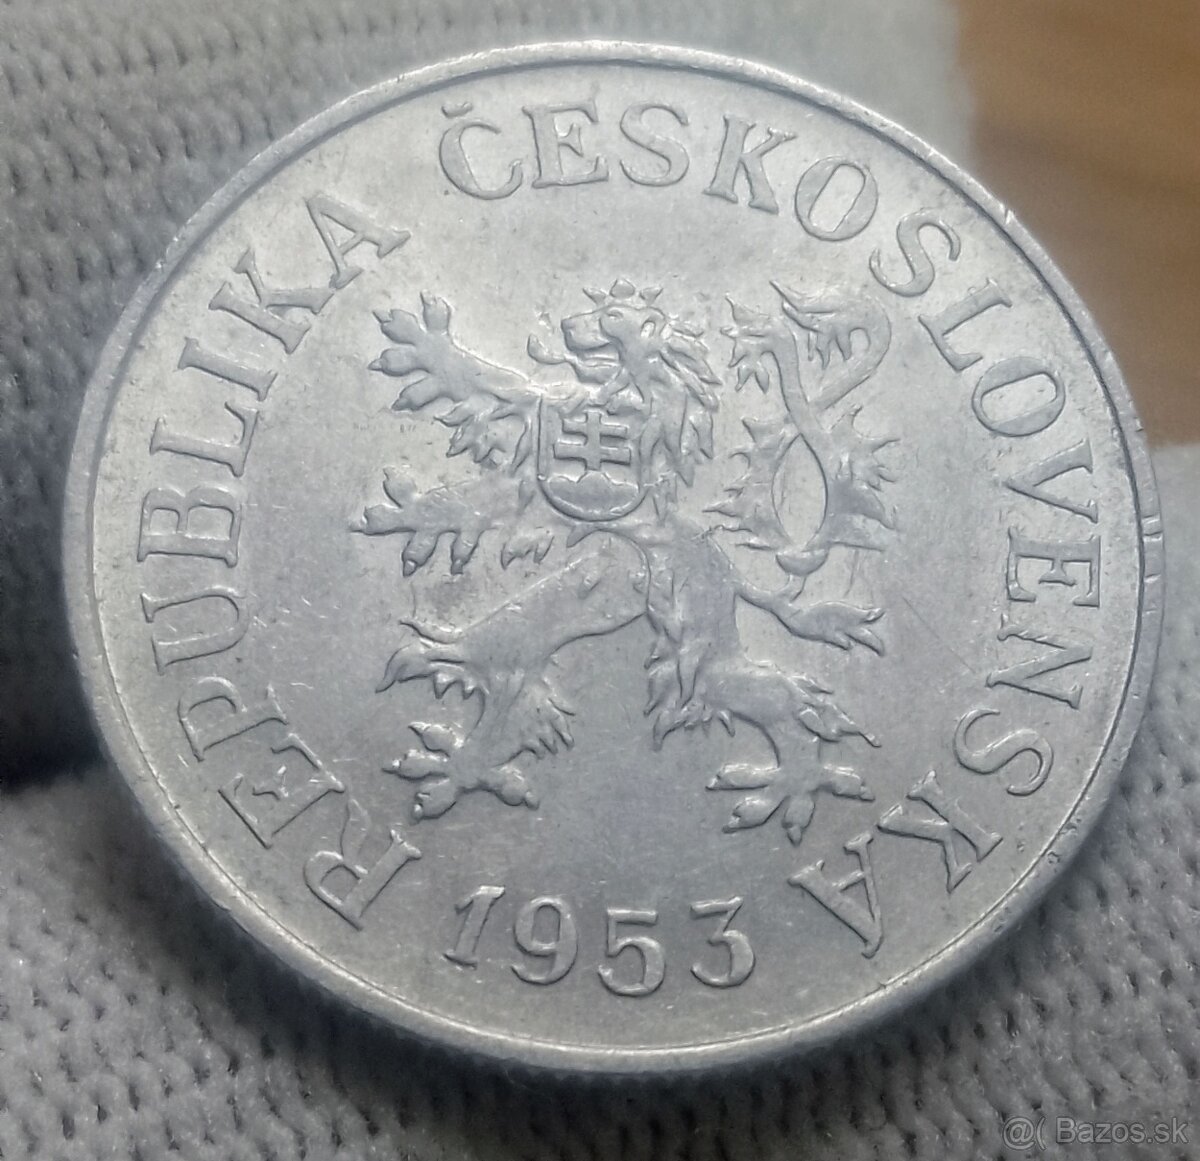 REPUBLIKA ČESKOSLOVENSKA
1953
@( Bazos.sk